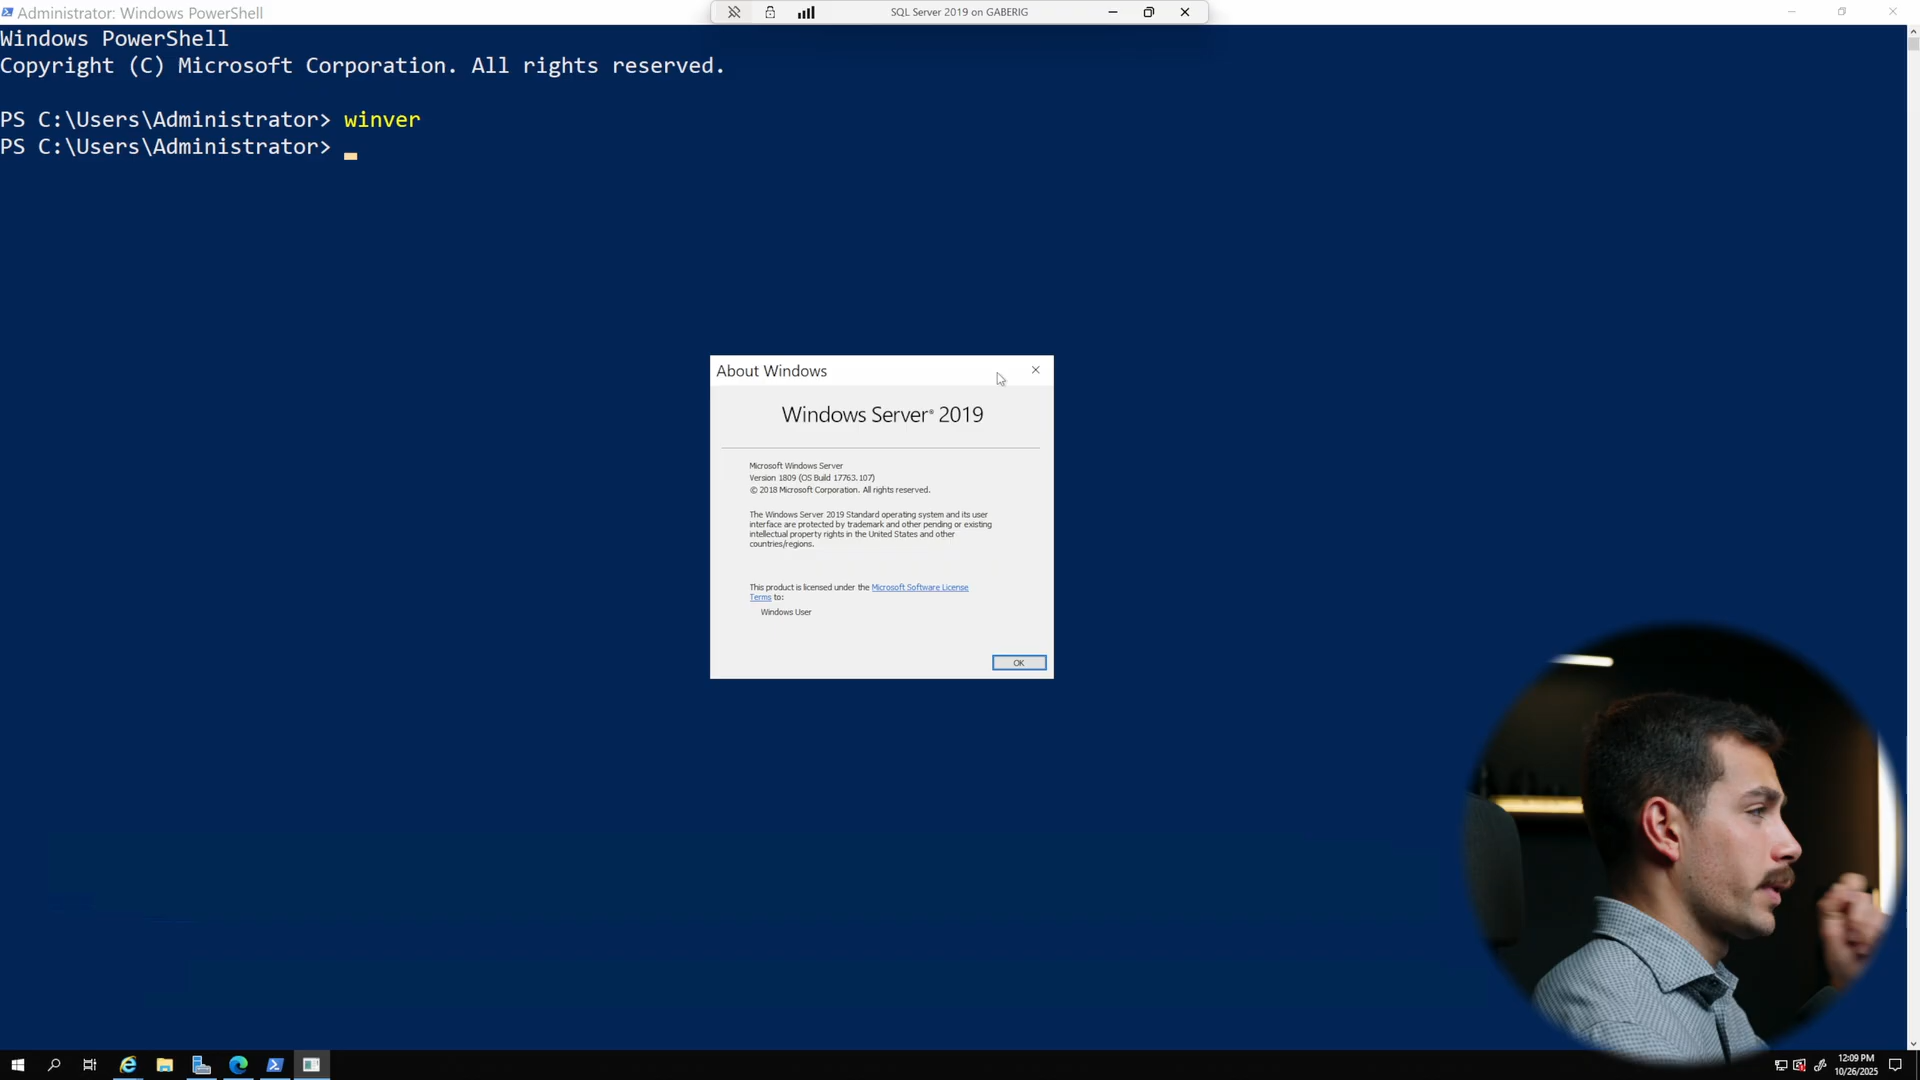 Administrator: Windows PowerShell
SQL Server 2019 on GABERIG
Windows PowerShell
Copyright (C) Microsoft Corporation. All rights reserved.
PS C:\Users\Administrator> winver
PS C:\Users\Administrator>
About Windows
Windows Server® 2019
Microsoft Windows Server
Version 1809 (OS Build 17763.107)
© 2018 Microsoft Corporation. All rights reserved.
The Windows Server 2019 Standard operating system and its user
interface are protected by trademark and other pending or existing
intellectual property rights in the United States and other
countries/regions.
This product is licensed under the Microsoft Software License
Terms to:
Windows User
OK
12:09 PM
10/26/2025